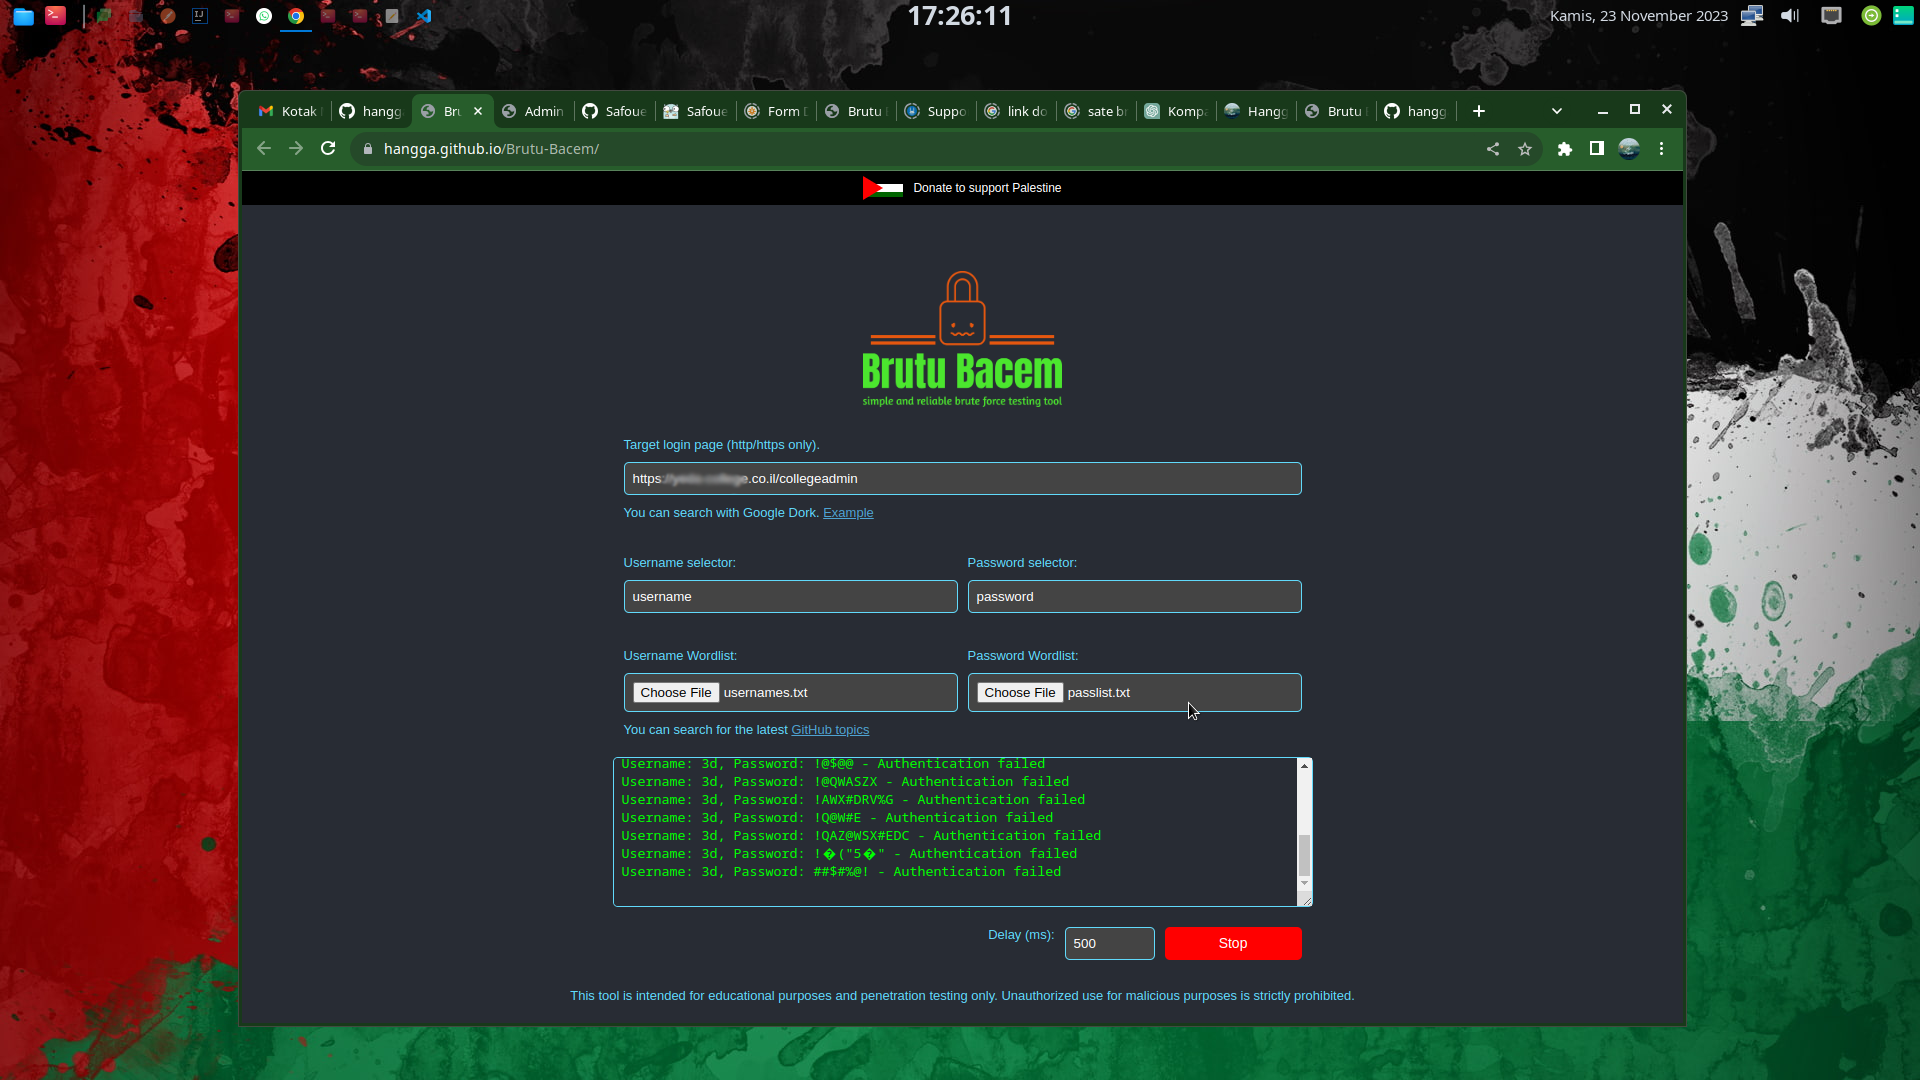 17:26:11
Kamis, 23 November 2023
Kotak
hangg
Bru
Admin
Safoue
Safoue
Form D
Brutu
Suppo
link do
sate b
Kompa
Hangg
Brutu
hangg
hangga.github.io/Brutu-Bacem/
Donate to support Palestine
Brutu Bacem
simple and reliable brute force testing tool
Target login page (http/https only).
https .co.il/collegeadmin
You can search with Google Dork. Example
Username selector:
Password selector:
username
password
Username Wordlist:
Password Wordlist:
Choose File usernames.txt
Choose File passlist.txt
You can search for the latest GitHub topics
Username: 3d, Password: !@$@@ - Authentication failed
Username: 3d, Password: !@QWASZX - Authentication failed
Username: 3d, Password: !AWX#DRV%G - Authentication failed
Username: 3d, Password: !Q@W#E - Authentication failed
Username: 3d, Password: !QAZ@WSX#EDC - Authentication failed
Username: 3d, Password: !�("5�" - Authentication failed
Username: 3d, Password: ##$#%@! - Authentication failed
Delay (ms):
500
Stop
This tool is intended for educational purposes and penetration testing only. Unauthorized use for malicious purposes is strictly prohibited.